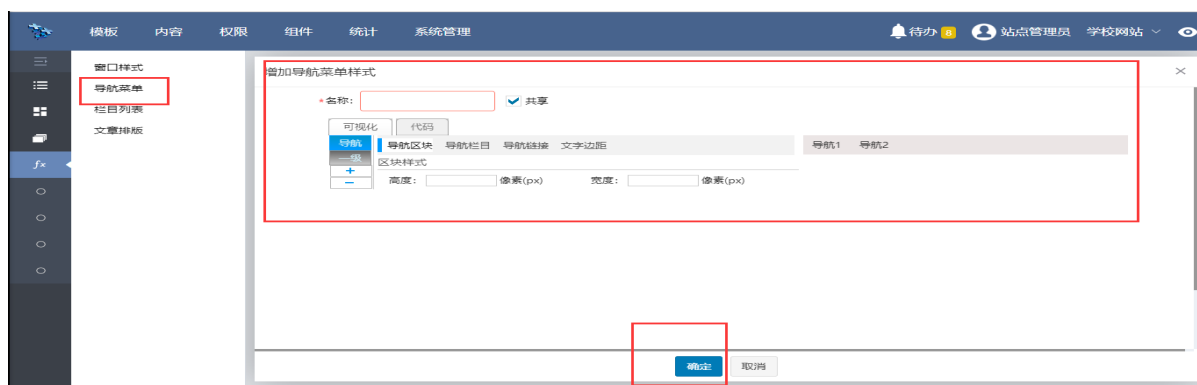 模板 内容 权限 组件 统计 系统管理 待办 8 站点管理员 学校网站
窗口样式
导航菜单
栏目列表
文章排版
fx
增加导航菜单样式
*名称: 共享
可视化 代码
导航 导航区块 导航栏目 导航链接 文字边距 导航1 导航2
一级 区块样式
高度: 像素(px) 宽度: 像素(px)
确定 取消